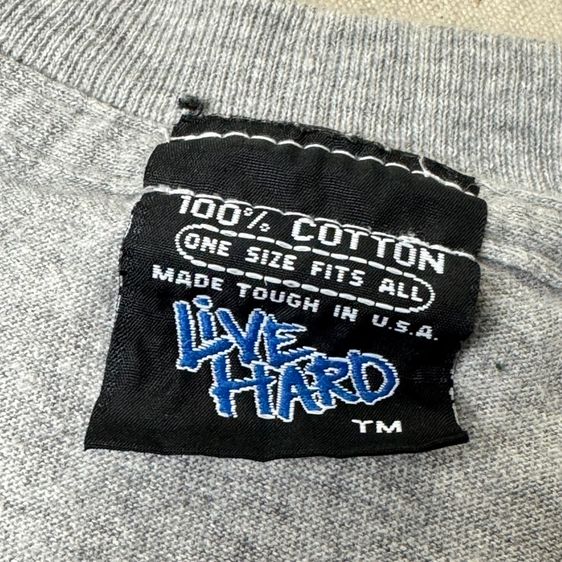 100% COTTON
ONE SIZE FITS ALL
MADE TOUGH IN U.S.A.
LiVE
HARD
TM